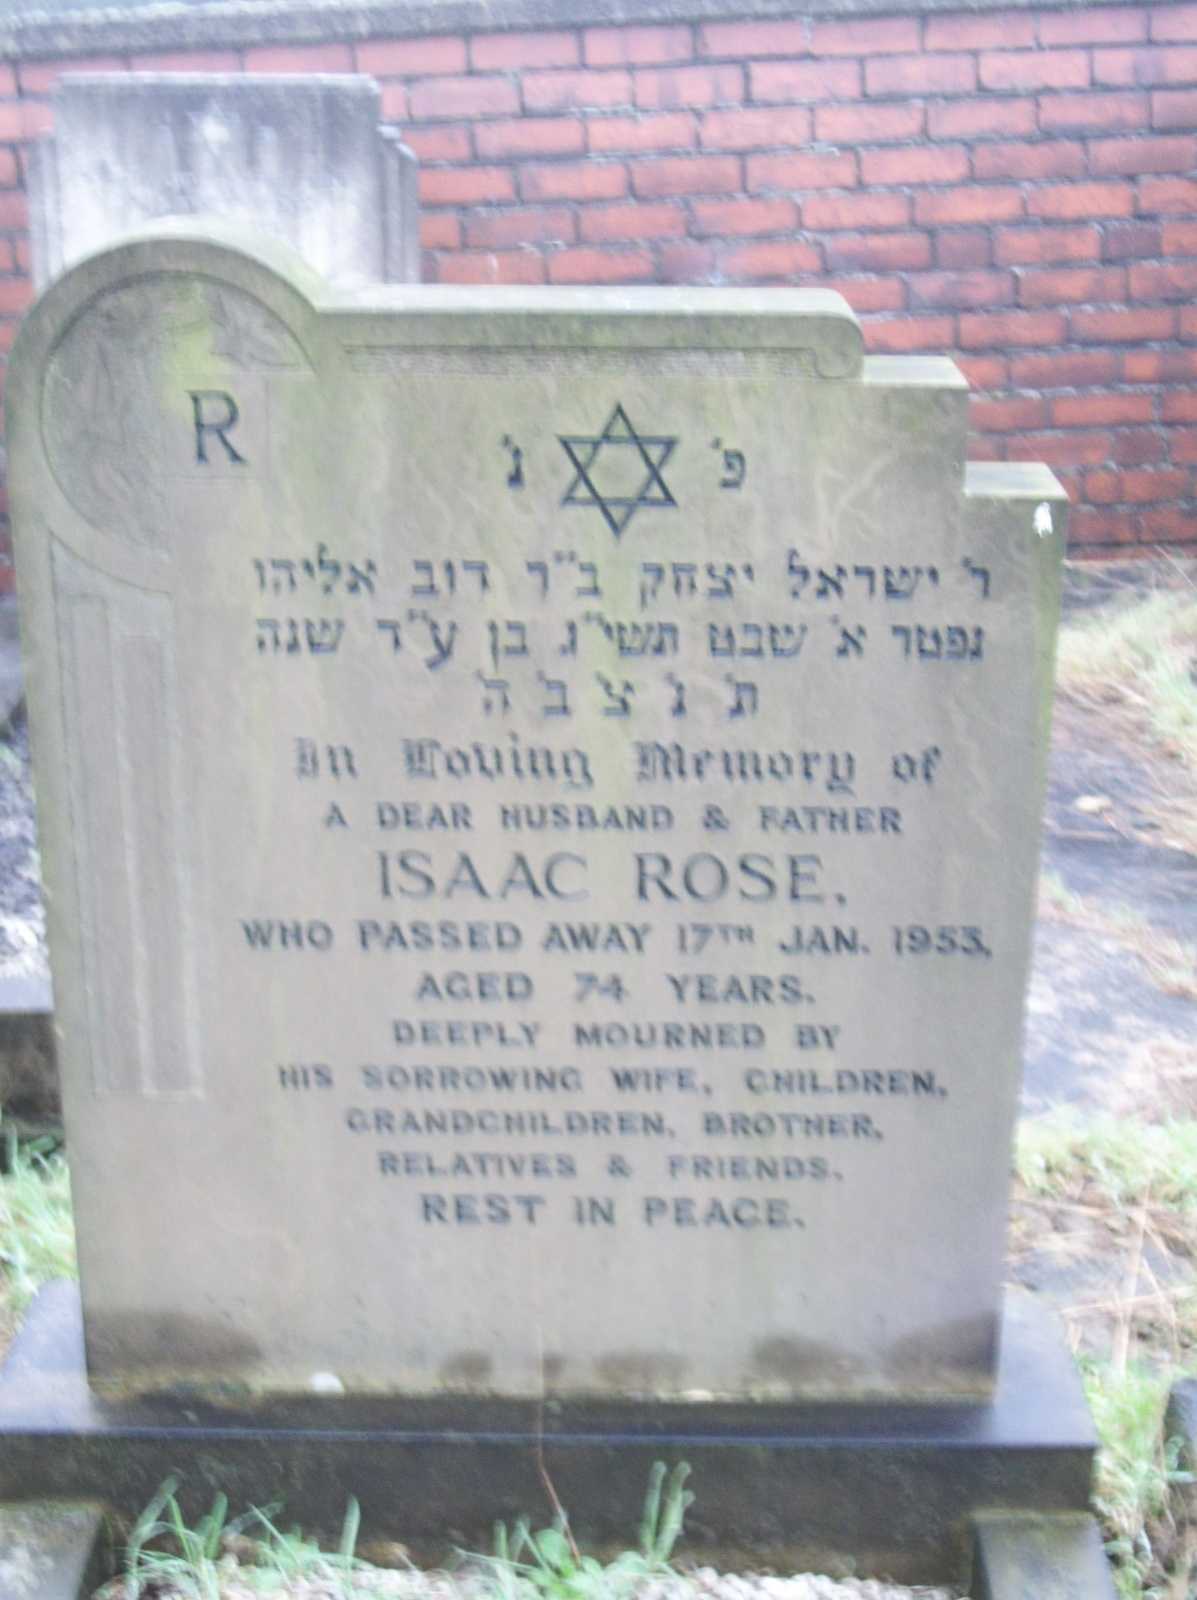 R
פ' נ'
ר' ישראל יצחק ב"ר דוב אליהו
נפטר א' שבט תשי"ג בן ע"ד שנה
ת' נ' צ' ב' ה'
In Loving Memory of
A DEAR HUSBAND & FATHER
ISAAC ROSE.
WHO PASSED AWAY 17TH JAN. 1953,
AGED 74 YEARS.
DEEPLY MOURNED BY
HIS SORROWING WIFE, CHILDREN,
GRANDCHILDREN, BROTHER,
RELATIVES & FRIENDS.
REST IN PEACE.